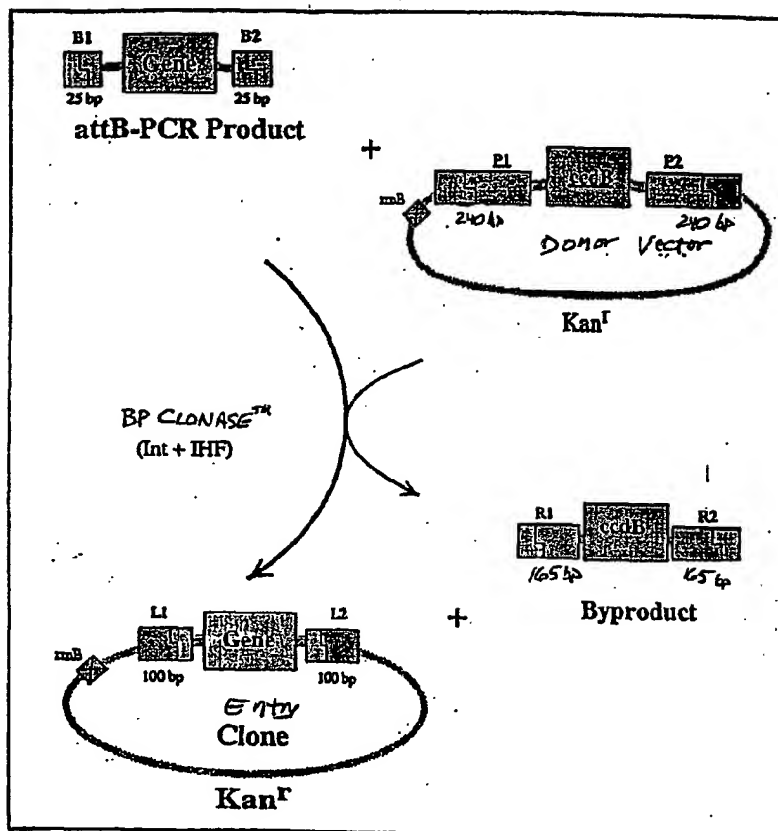 B1 B2
Gene
25 bp 25 bp
attB-PCR Product
+
P1 ccdB P2
rrnB
240 bp 240 bp
Donor Vector
Kanr
BP CLONASE™
(Int + IHF)
R1 ccdB R2
165 bp 165 bp
Byproduct
+
L1 Gene L2
rrnB
100 bp 100 bp
Entry
Clone
Kanr